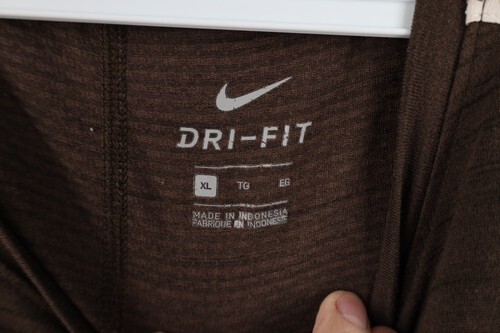 DRI-FIT
XL TG EG
MADE IN INDONESIA
FABRIQUÉ EN INDONÉSIE